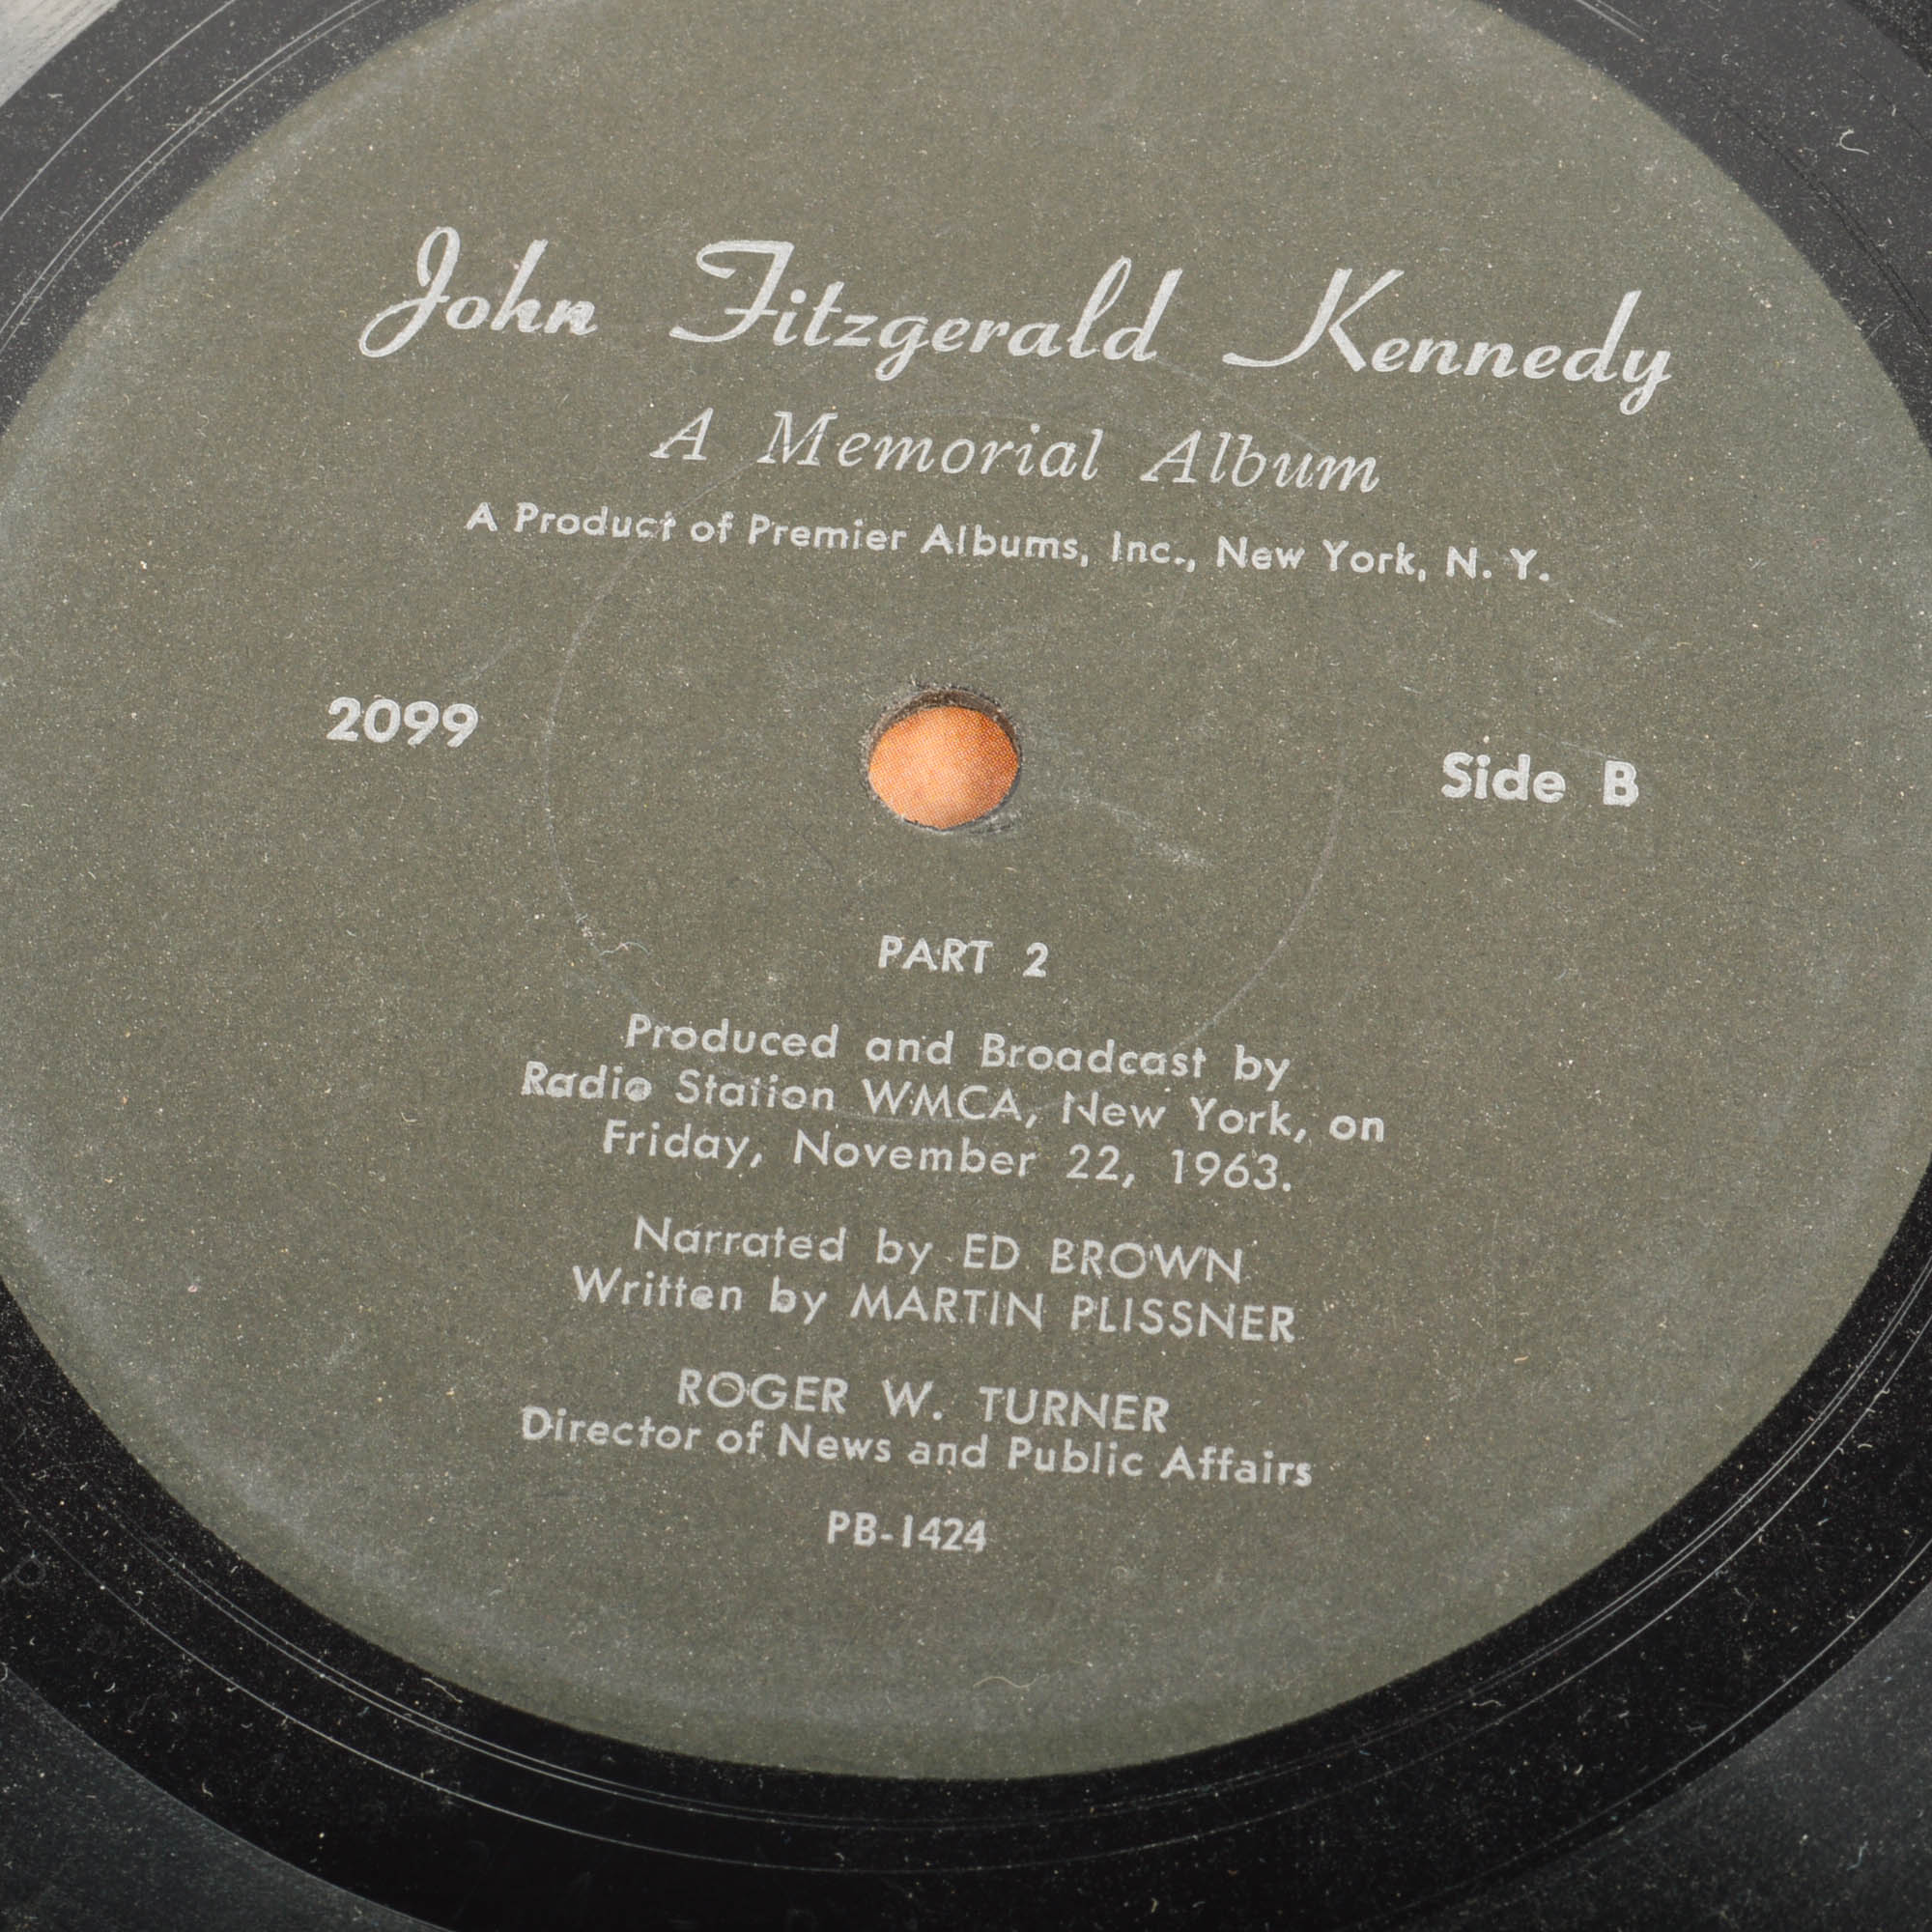 John Fitzgerald Kennedy
A Memorial Album
A Product of Premier Albums, Inc., New York, N. Y.
2099
Side B
PART 2
Produced and Broadcast by
Radio Station WMCA, New York, on
Friday, November 22, 1963.
Narrated by ED BROWN
Written by MARTIN PLISSNER
ROGER W. TURNER
Director of News and Public Affairs
PB-1424